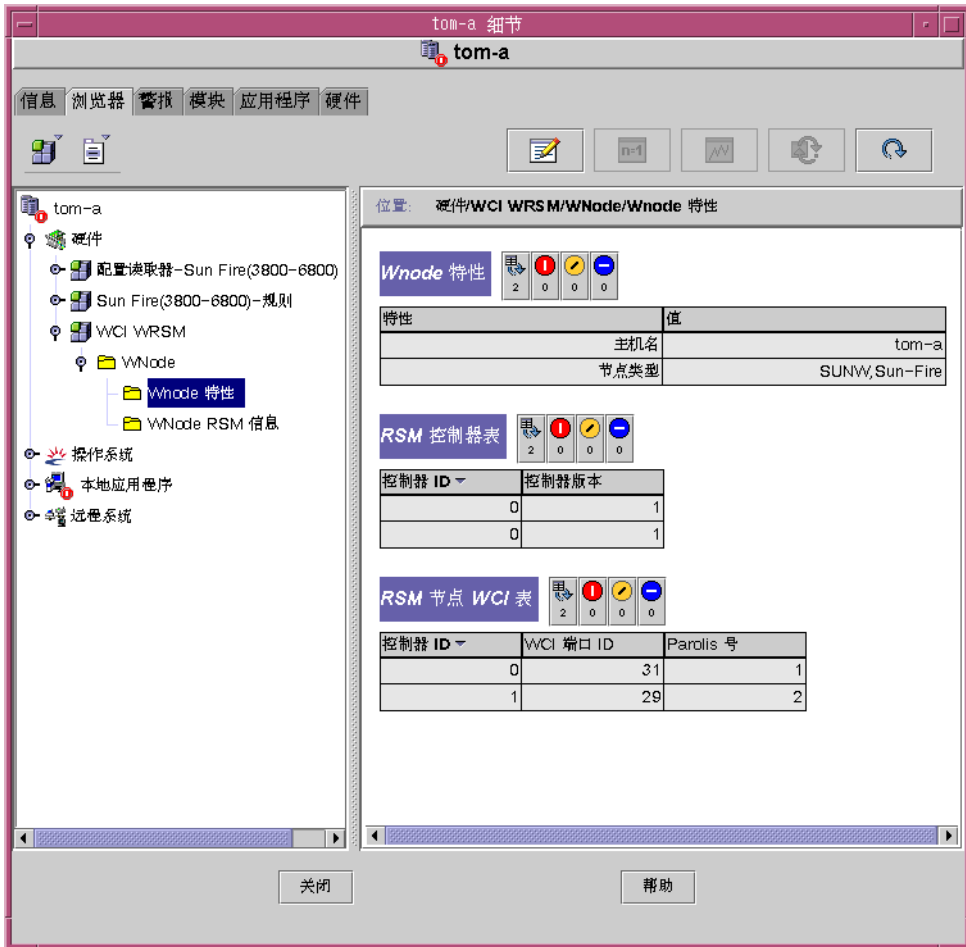 tom-a 细节
tom-a
信息 浏览器 警报 模块 应用程序 硬件
n=1
tom-a
硬件
配置读取器-Sun Fire(3800-6800)
Sun Fire(3800-6800)-规则
WCI WRSM
WNode
Wnode 特性
WNode RSM 信息
操作系统
本地应用程序
远程系统
位置: 硬件/WCI WRSM/WNode/Wnode 特性
Wnode 特性 2 0 0 0
特性 值
主机名 tom-a
节点类型 SUNW,Sun-Fire
RSM 控制器表 2 0 0 0
控制器 ID 控制器版本
0 1
0 1
RSM 节点 WCI 表 2 0 0 0
控制器 ID WCI 端口 ID Parolis 号
0 31 1
1 29 2
关闭 帮助